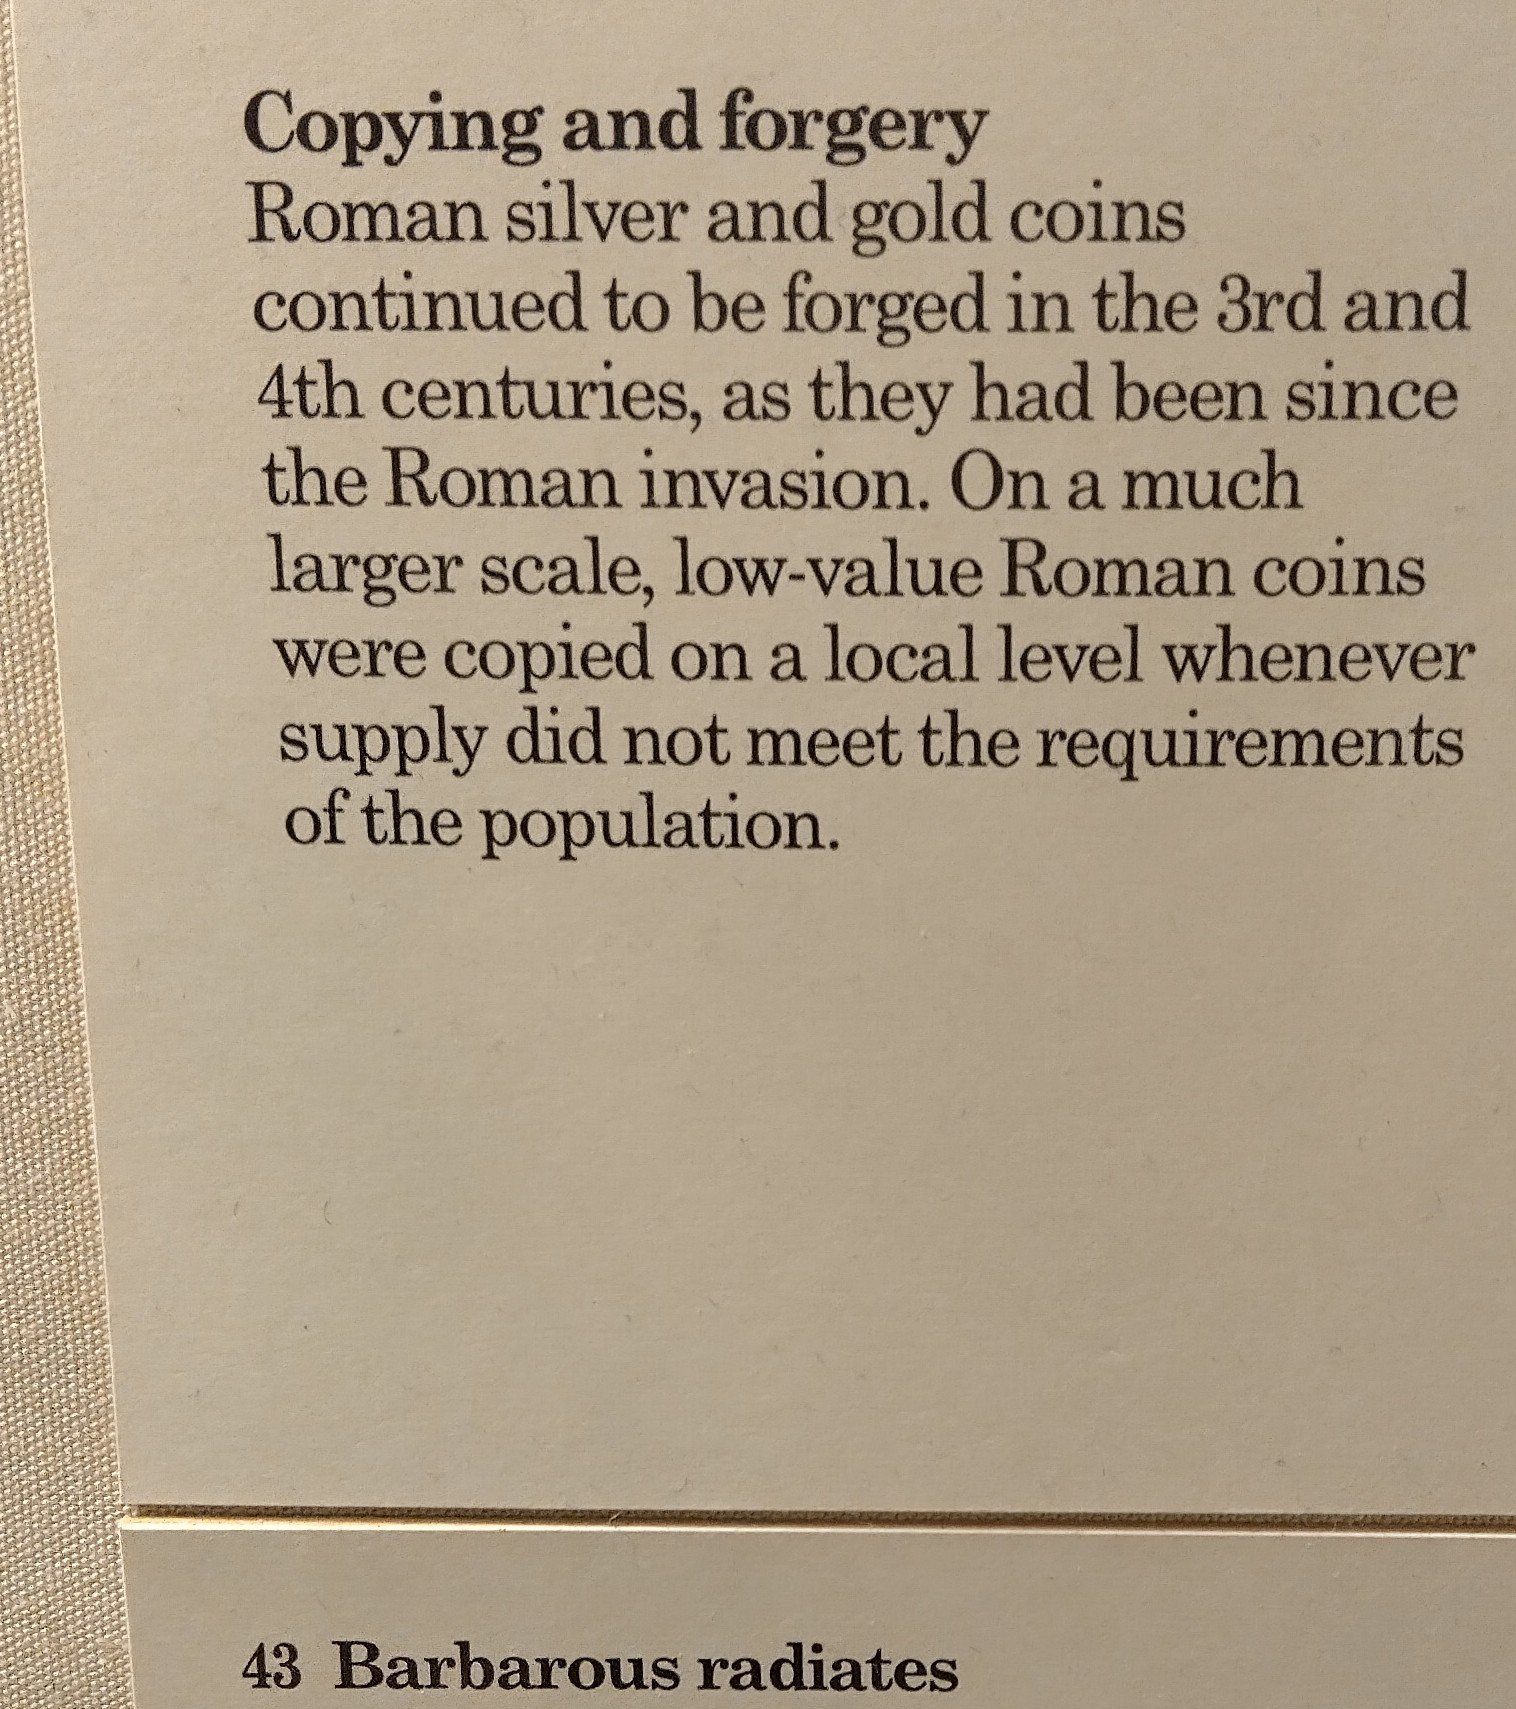 Copying and forgery
Roman silver and gold coins
continued to be forged in the 3rd and
4th centuries, as they had been since
the Roman invasion. On a much
larger scale, low-value Roman coins
were copied on a local level whenever
supply did not meet the requirements
of the population.
43 Barbarous radiates